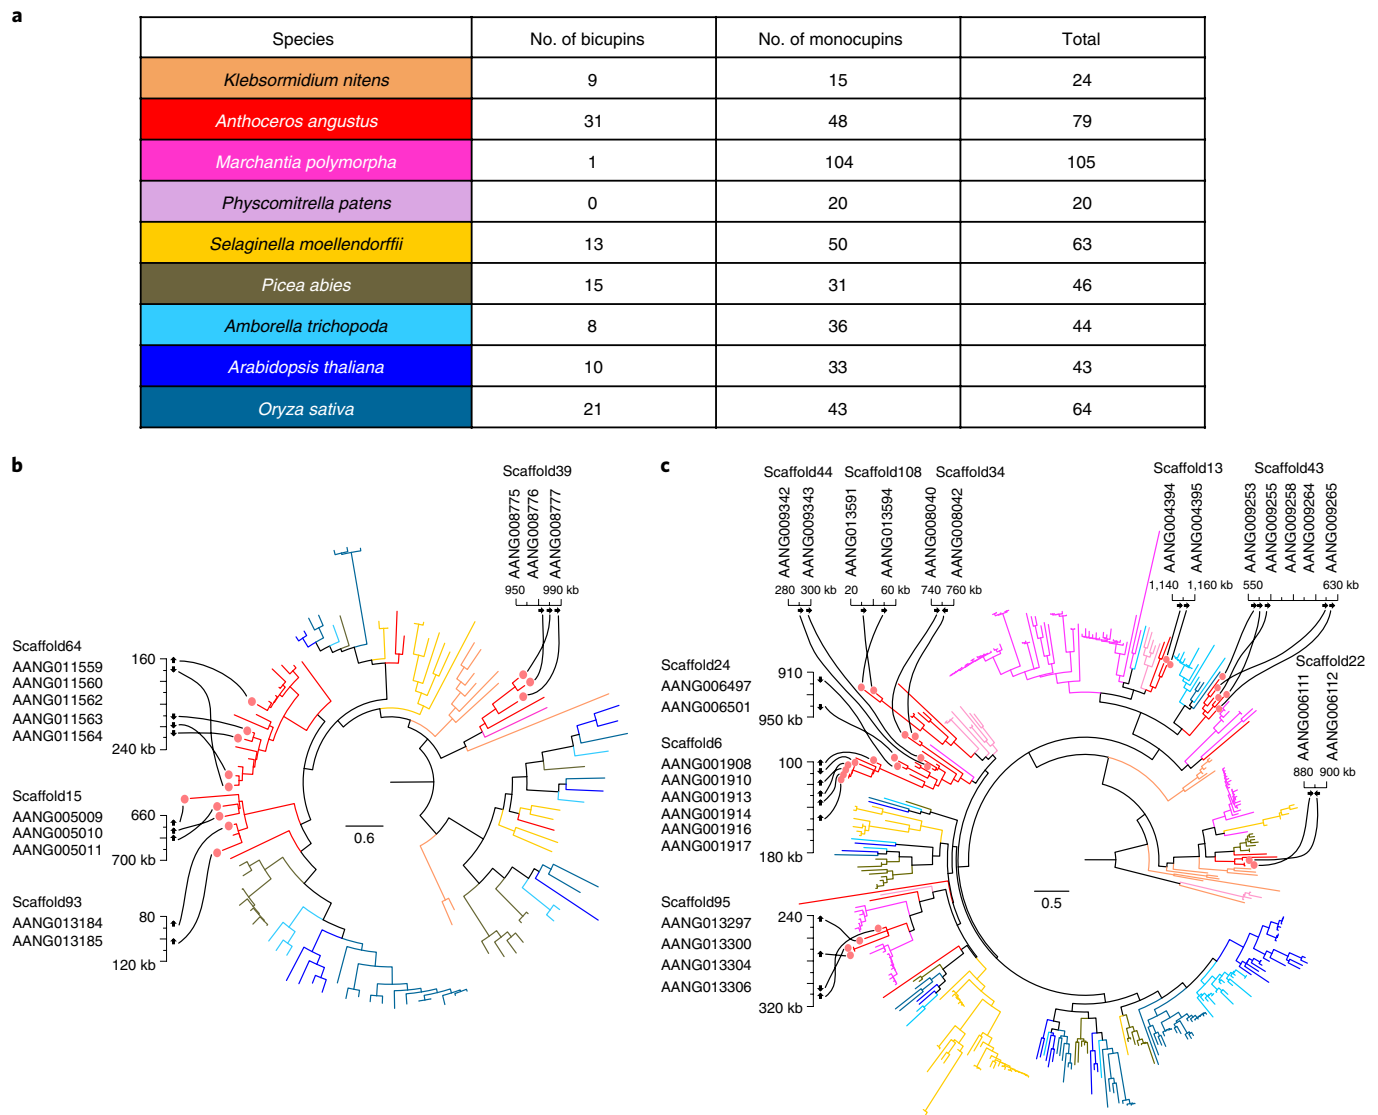 a
Species No. of bicupins No. of monocupins Total
Klebsormidium nitens 9 15 24
Anthoceros angustus 31 48 79
Marchantia polymorpha 1 104 105
Physcomitrella patens 0 20 20
Selaginella moellendorffii 13 50 63
Picea abies 15 31 46
Amborella trichopoda 8 36 44
Arabidopsis thaliana 10 33 43
Oryza sativa 21 43 64
b
Scaffold39
AANG008775
AANG008776
AANG008777
950 990 kb
Scaffold64
AANG011559
AANG011560
AANG011562
AANG011563
AANG011564
160
240 kb
Scaffold15
AANG005009
AANG005010
AANG005011
660
700 kb
Scaffold93
AANG013184
AANG013185
80
120 kb
0.6
c
Scaffold44 Scaffold108 Scaffold34
AANG009342
AANG009343
AANG013591
AANG013594
AANG008040
AANG008042
280 300 kb 20 60 kb 740 760 kb
Scaffold13 Scaffold43
AANG004394
AANG004395
AANG009253
AANG009255
AANG009258
AANG009264
AANG009265
1,140 1,160 kb 550 630 kb
Scaffold22
AANG006111
AANG006112
880 900 kb
Scaffold24
AANG006497
AANG006501
910
950 kb
Scaffold6
AANG001908
AANG001910
AANG001913
AANG001914
AANG001916
AANG001917
100
180 kb
Scaffold95
AANG013297
AANG013300
AANG013304
AANG013306
240
320 kb
0.5